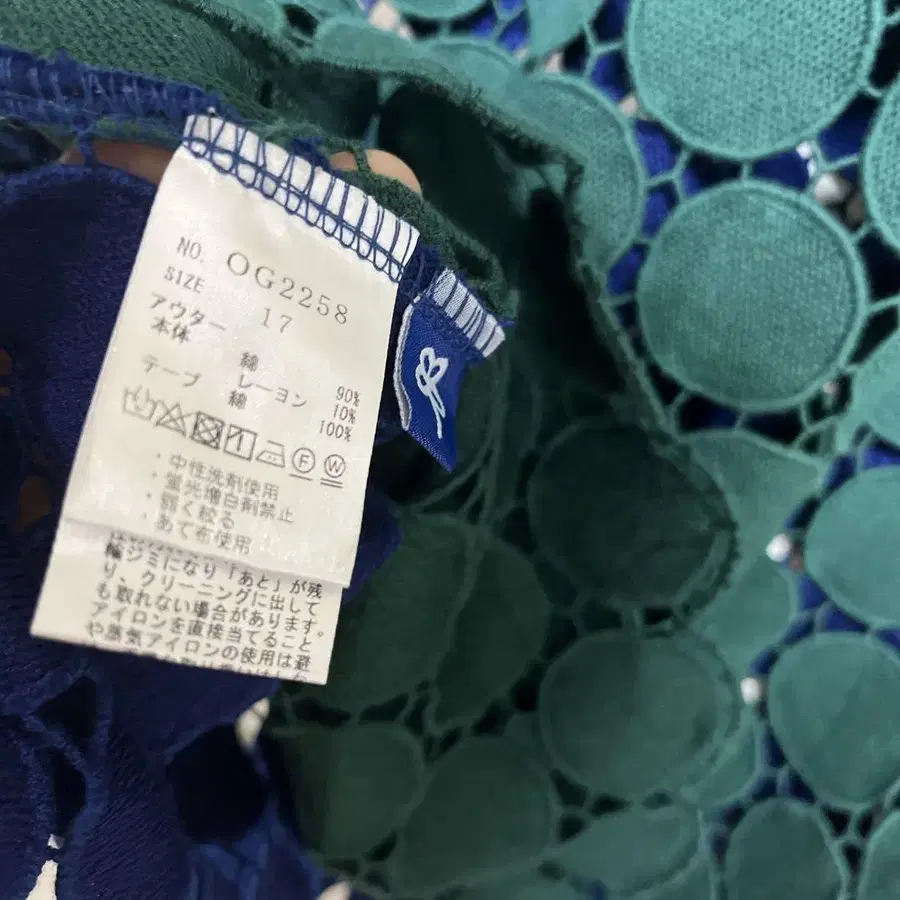 NO. OG2258
SIZE 17
アウター
本体 綿 90%
レーヨン 10%
テープ 綿 100%
F W
・中性洗剤使用
・蛍光増白剤禁止
・弱く絞る
・あて布使用
輪ジミになり「あと」が残
り、クリーニングに出して
も取れない場合があります。
アイロンを直接当てること
や蒸気アイロンの使用は避